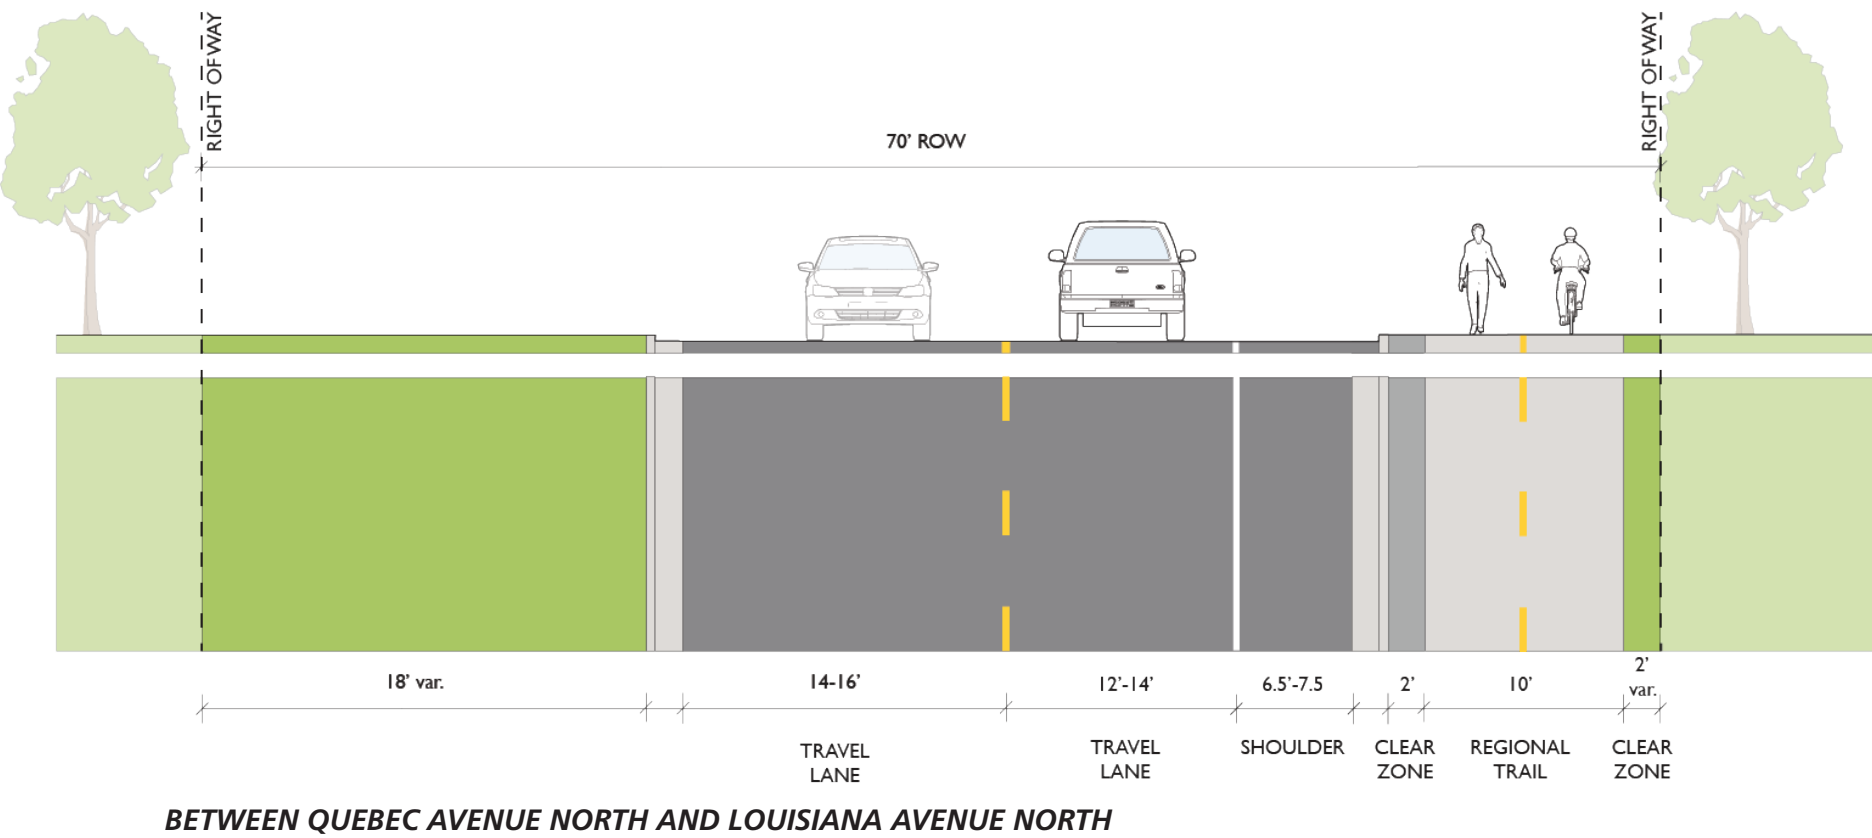 RIGHT OF WAY
RIGHT OF WAY
70' ROW
18' var.
14-16'
12'-14'
6.5'-7.5
2'
10'
2'
var.
TRAVEL
LANE
TRAVEL
LANE
SHOULDER
CLEAR
ZONE
REGIONAL
TRAIL
CLEAR
ZONE
BETWEEN QUEBEC AVENUE NORTH AND LOUISIANA AVENUE NORTH